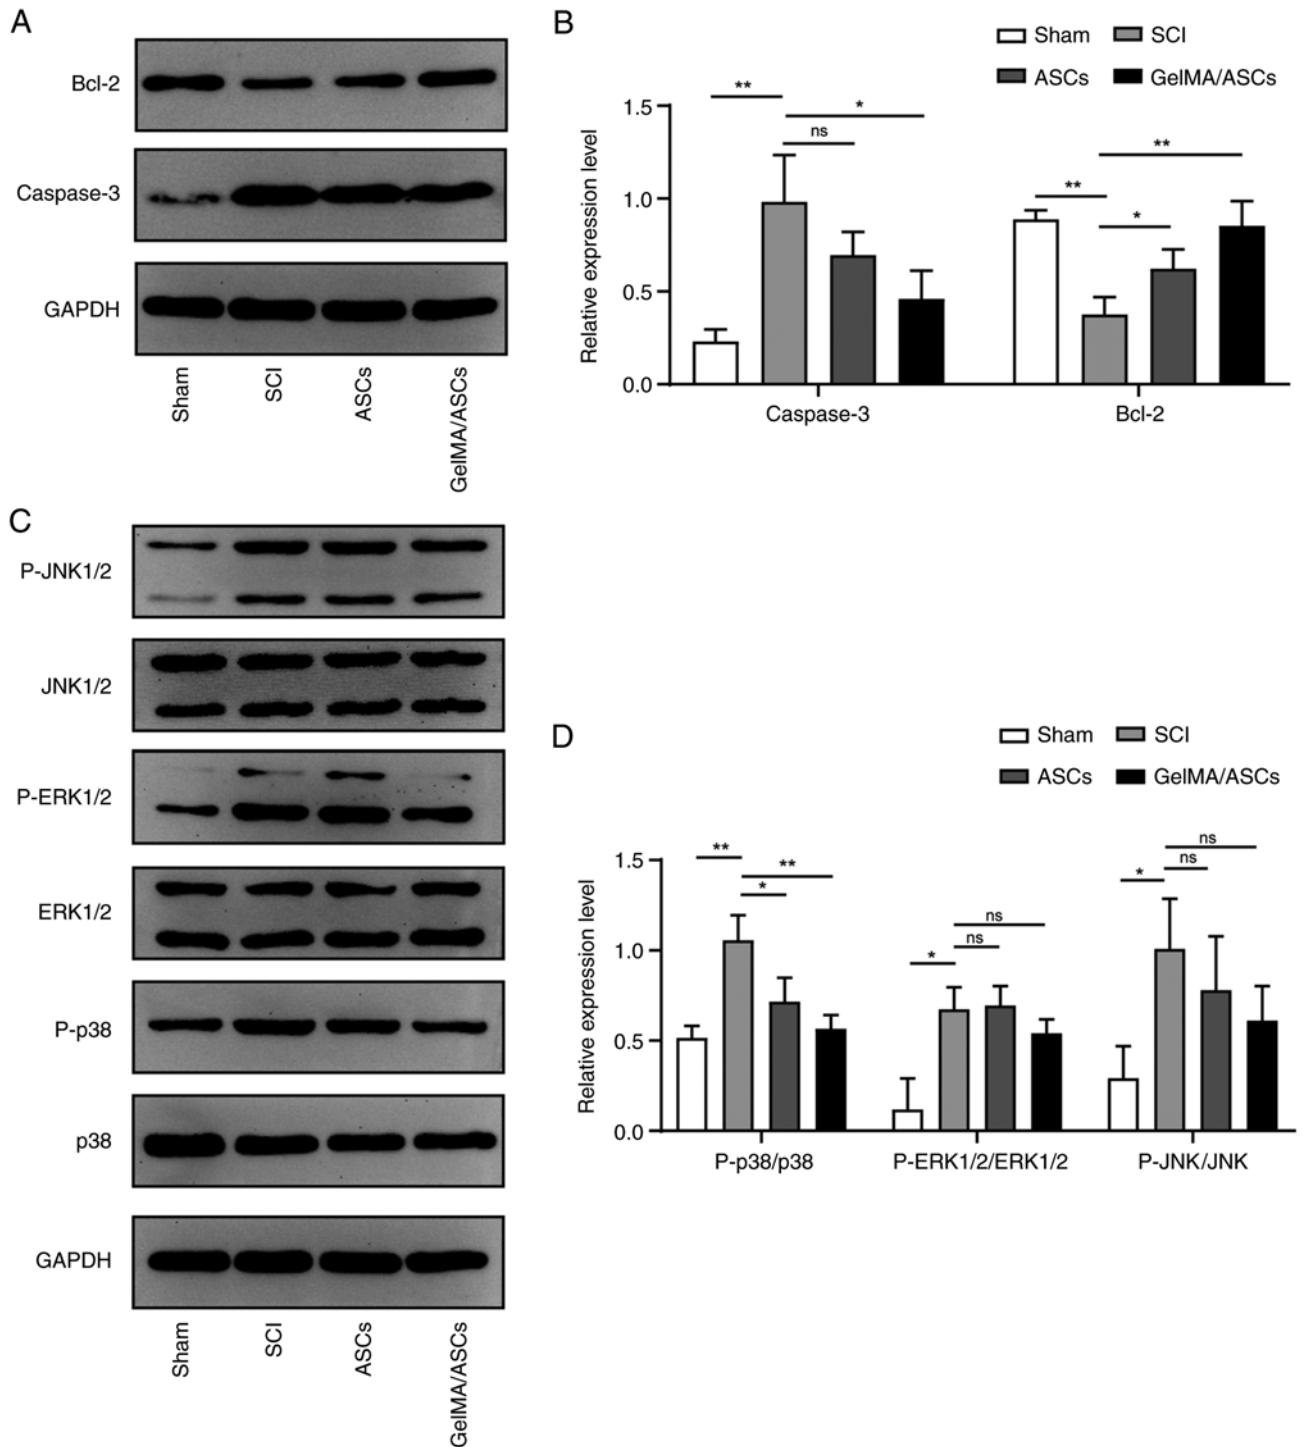 A
Bcl-2
Caspase-3
GAPDH
Sham
SCI
ASCs
GelMA/ASCs
B
Sham SCI
ASCs GelMA/ASCs
Relative expression level
1.5
1.0
0.5
0.0
** * ns
** ** *
Caspase-3 Bcl-2
C
P-JNK1/2
JNK1/2
P-ERK1/2
ERK1/2
P-p38
p38
GAPDH
Sham
SCI
ASCs
GelMA/ASCs
D
Sham SCI
ASCs GelMA/ASCs
Relative expression level
1.5
1.0
0.5
0.0
** ** *
* ns ns
* ns ns
P-p38/p38 P-ERK1/2/ERK1/2 P-JNK/JNK